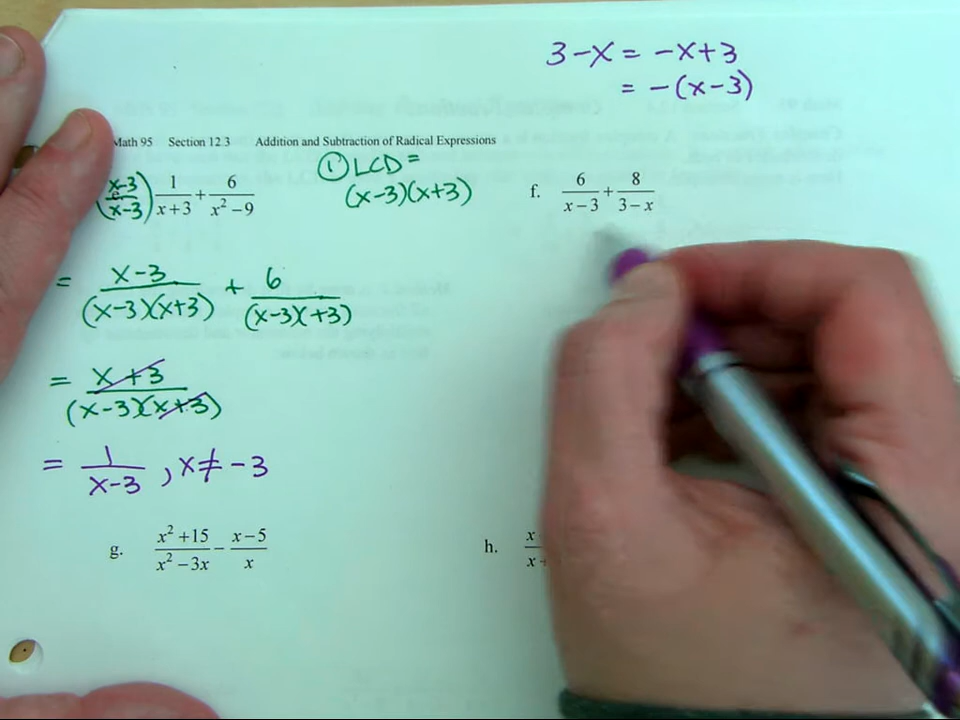 3-x = -x+3
= -(x-3)
Math 95 Section 12.3 Addition and Subtraction of Radical Expressions
① LCD =
(x-3)(x+3)
(x-3/x-3) 1/x+3 + 6/x² - 9
f. 6/x-3 + 8/3-x
= x-3/(x-3)(x+3) + 6/(x-3)(+3)
= x+3/(x-3)(x+3)
= 1/x-3 , x≠ -3
g. x² +15/x² -3x - x-5/x
h. x/x